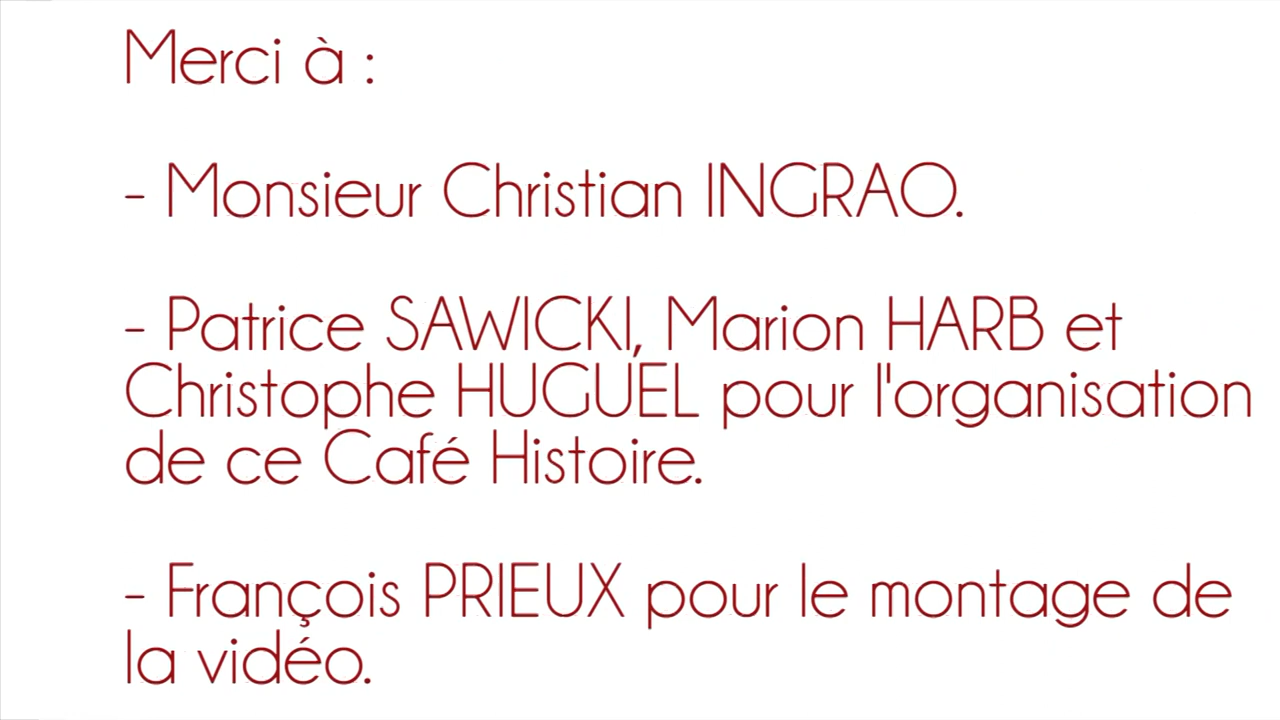 Merci à :
- Monsieur Christian INGRAO.
- Patrice SAWICKI, Marion HARB et
Christophe HUGUEL pour l'organisation
de ce Café Histoire.
- François PRIEUX pour le montage de
la vidéo.